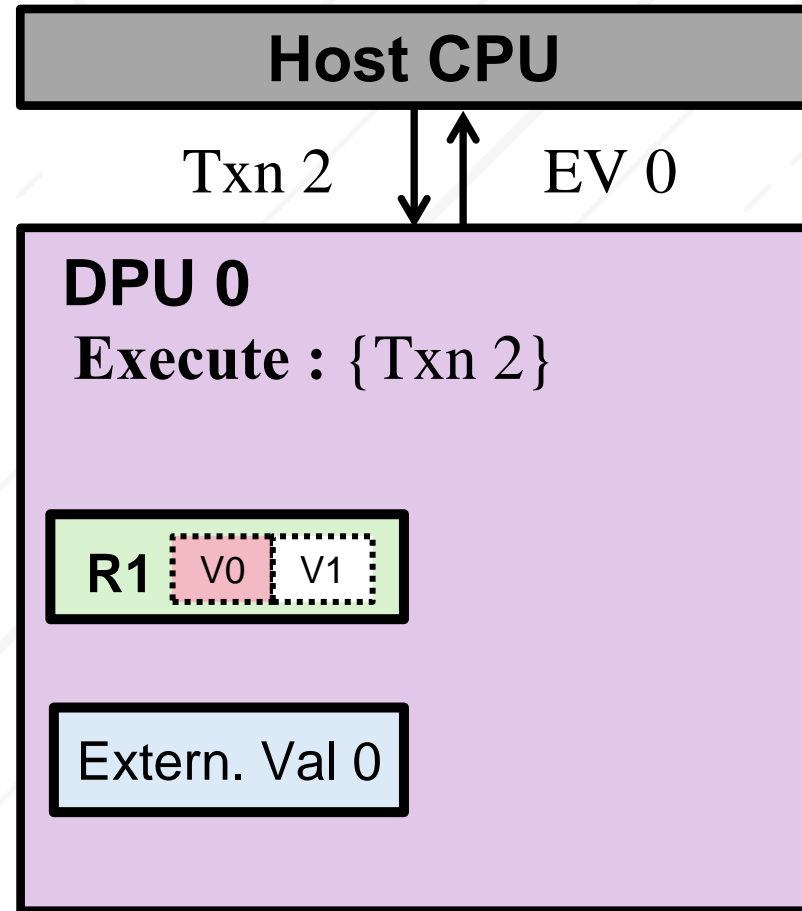 Host CPU
Txn 2 EV 0
DPU 0
Execute : {Txn 2}
R1 V0 V1
Extern. Val 0